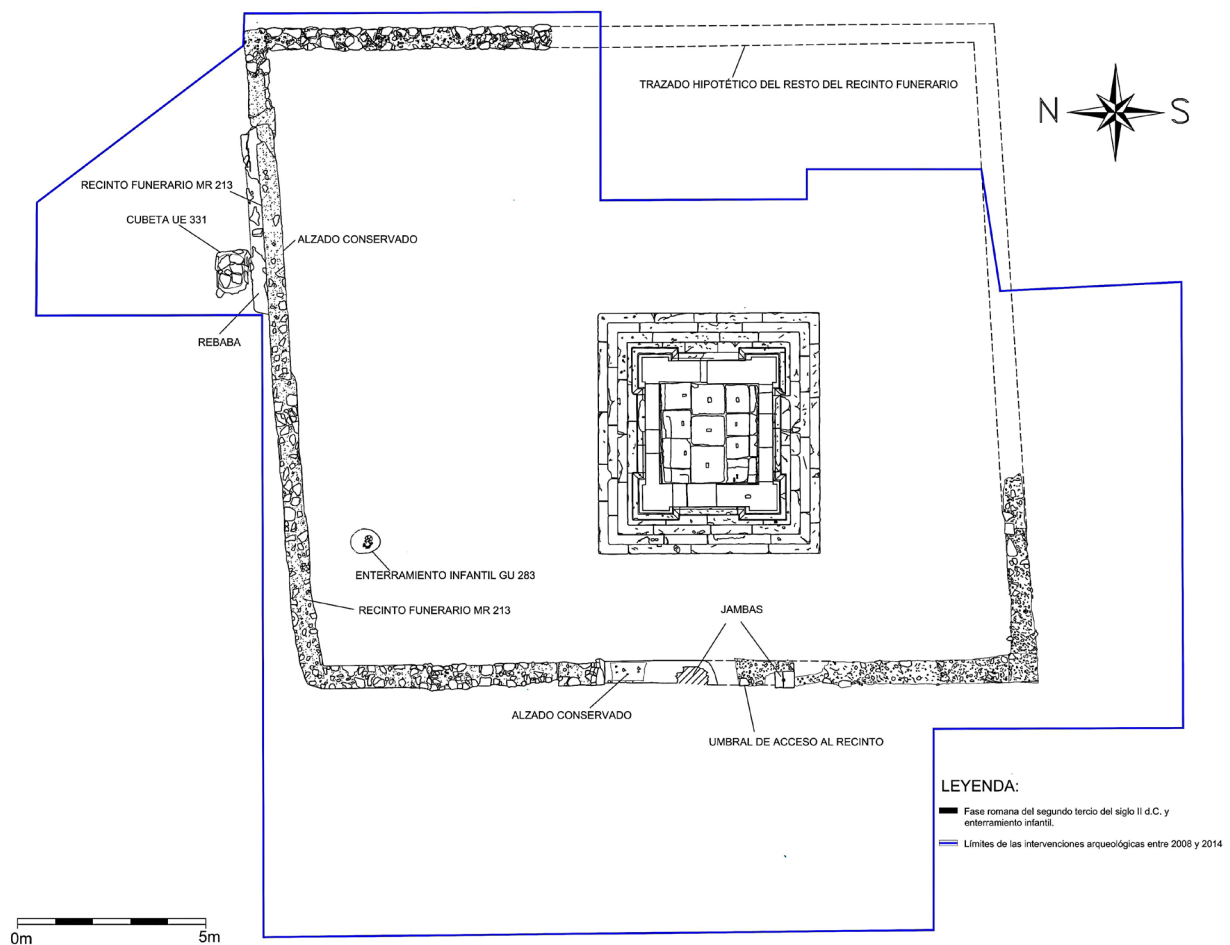 TRAZADO HIPOTÉTICO DEL RESTO DEL RECINTO FUNERARIO
N S
RECINTO FUNERARIO MR 213
CUBETA UE 331
ALZADO CONSERVADO
REBABA
ENTERRAMIENTO INFANTIL GU 283
RECINTO FUNERARIO MR 213
JAMBAS
ALZADO CONSERVADO
UMBRAL DE ACCESO AL RECINTO
LEYENDA:
Fase romana del segundo tercio del siglo II d.C. y
enterramiento infantil.
Límites de las intervenciones arqueológicas entre 2008 y 2014
0m 5m